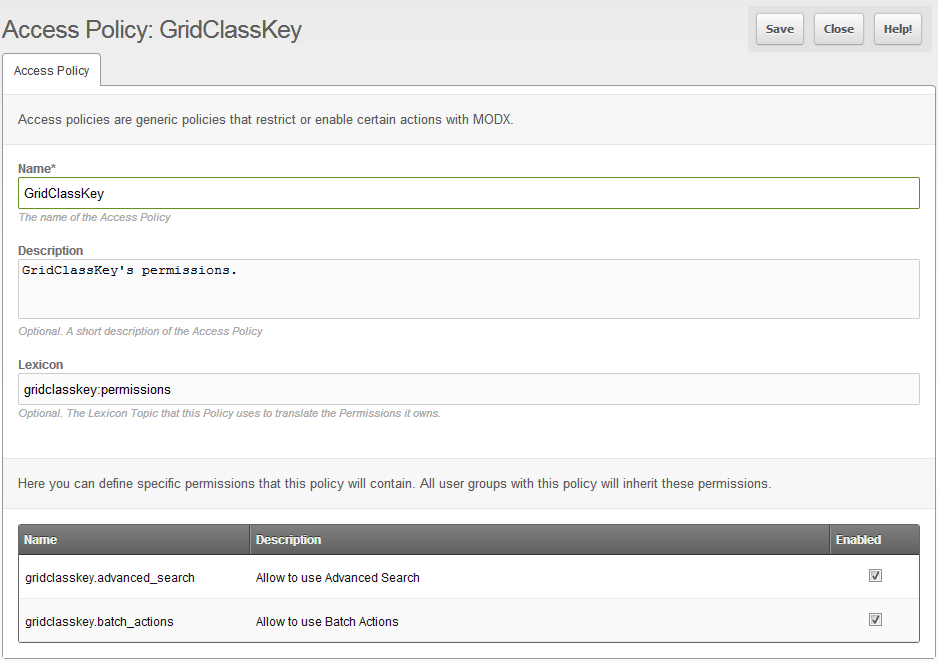 Access Policy: GridClassKey
Save Close Help!
Access Policy
Access policies are generic policies that restrict or enable certain actions with MODX.
Name*
GridClassKey
The name of the Access Policy
Description
GridClassKey's permissions.
Optional. A short description of the Access Policy
Lexicon
gridclasskey:permissions
Optional. The Lexicon Topic that this Policy uses to translate the Permissions it owns.
Here you can define specific permissions that this policy will contain. All user groups with this policy will inherit these permissions.
Name Description Enabled
gridclasskey.advanced_search Allow to use Advanced Search
gridclasskey.batch_actions Allow to use Batch Actions